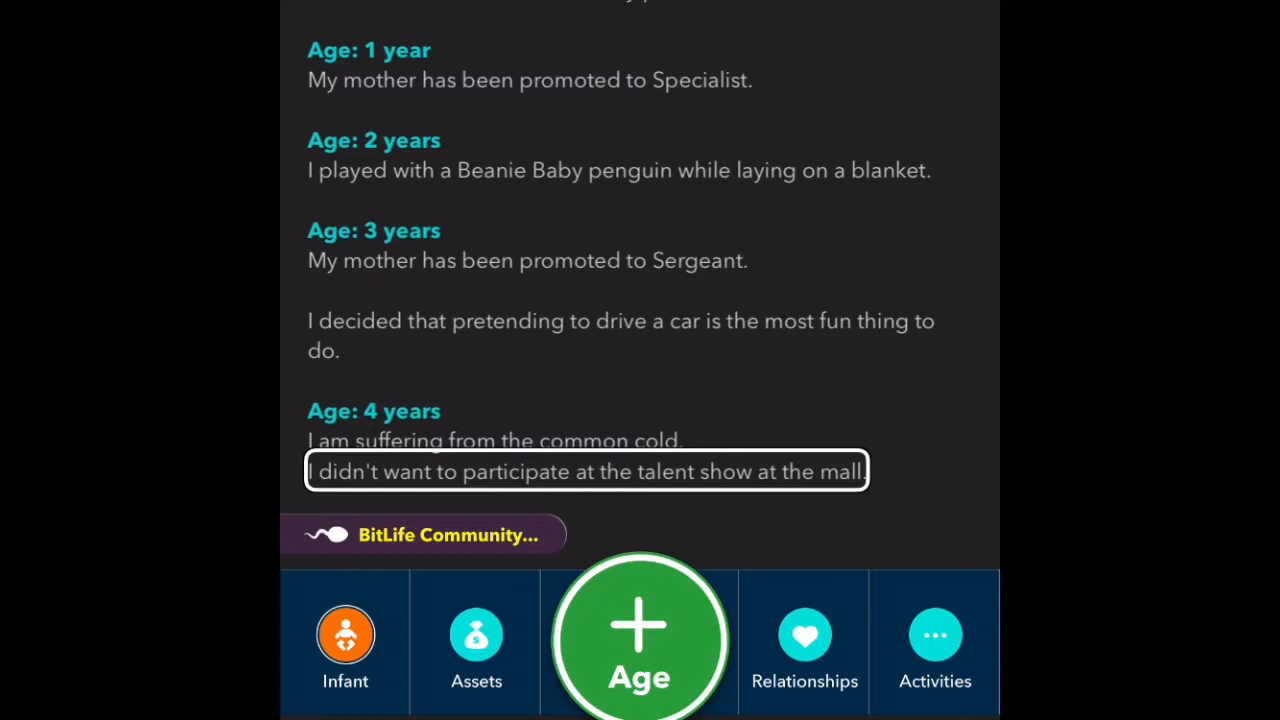 Age: 1 year
My mother has been promoted to Specialist.
Age: 2 years
I played with a Beanie Baby penguin while laying on a blanket.
Age: 3 years
My mother has been promoted to Sergeant.
I decided that pretending to drive a car is the most fun thing to
do.
Age: 4 years
I am suffering from the common cold.
I didn't want to participate at the talent show at the mall.
BitLife Community...
Infant
Assets
Age
Relationships
Activities